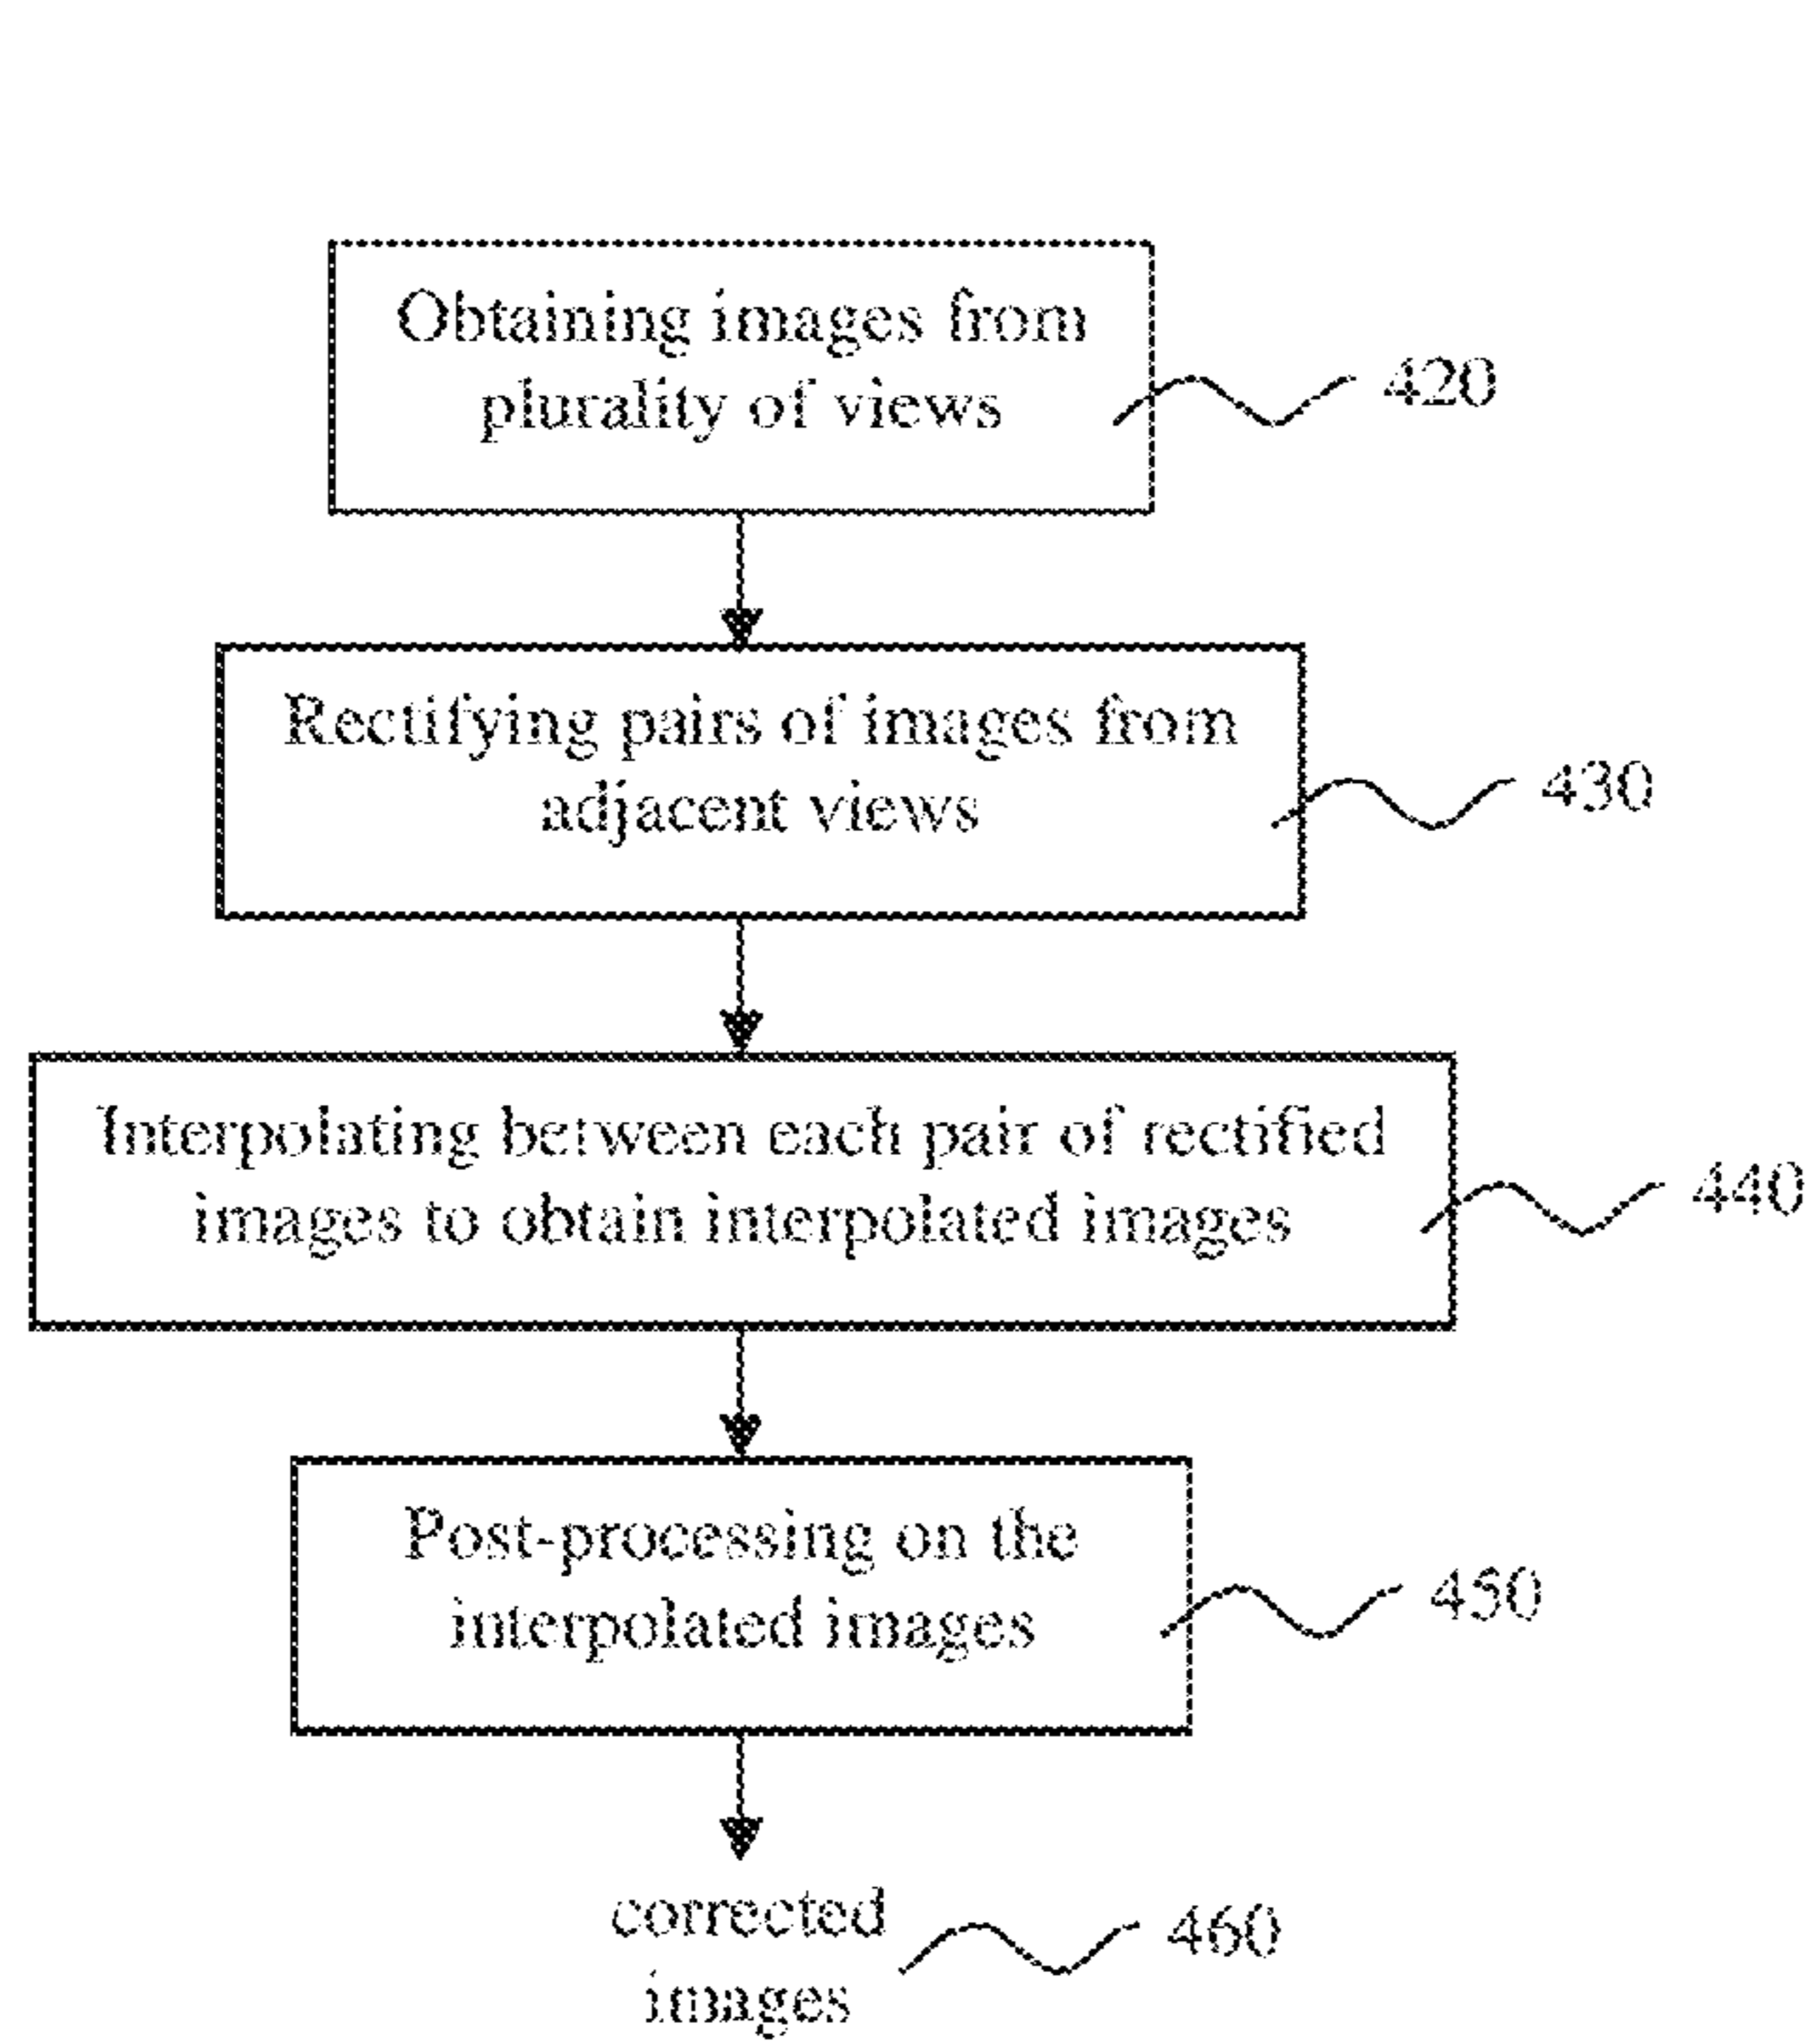 Obtaining images from
plurality of views
420
Rectifying pairs of images from
adjacent views
430
Interpolating between each pair of rectified
images to obtain interpolated images
440
Post-processing on the
interpolated images
450
corrected
images
460